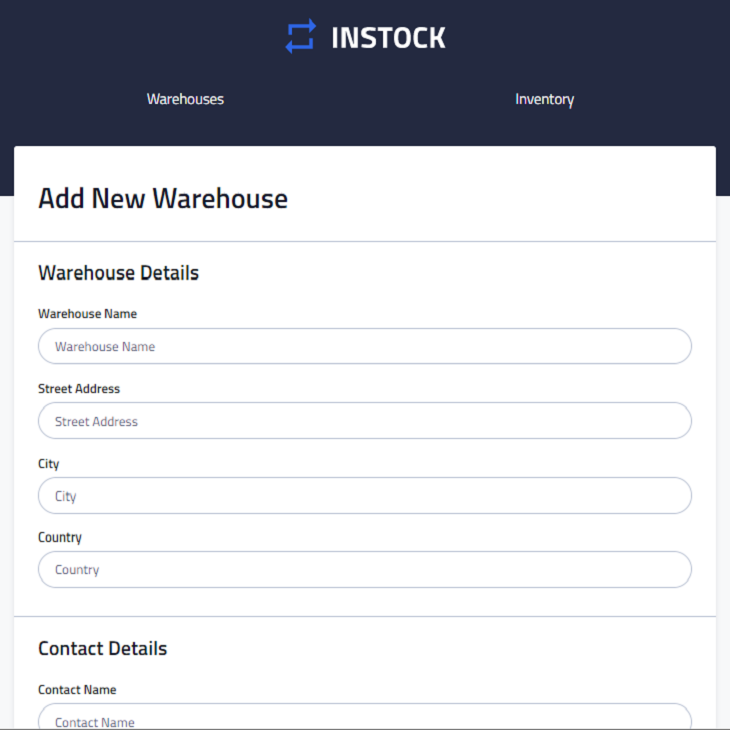 INSTOCK
Warehouses Inventory
Add New Warehouse
Warehouse Details
Warehouse Name
Warehouse Name
Street Address
Street Address
City
City
Country
Country
Contact Details
Contact Name
Contact Name